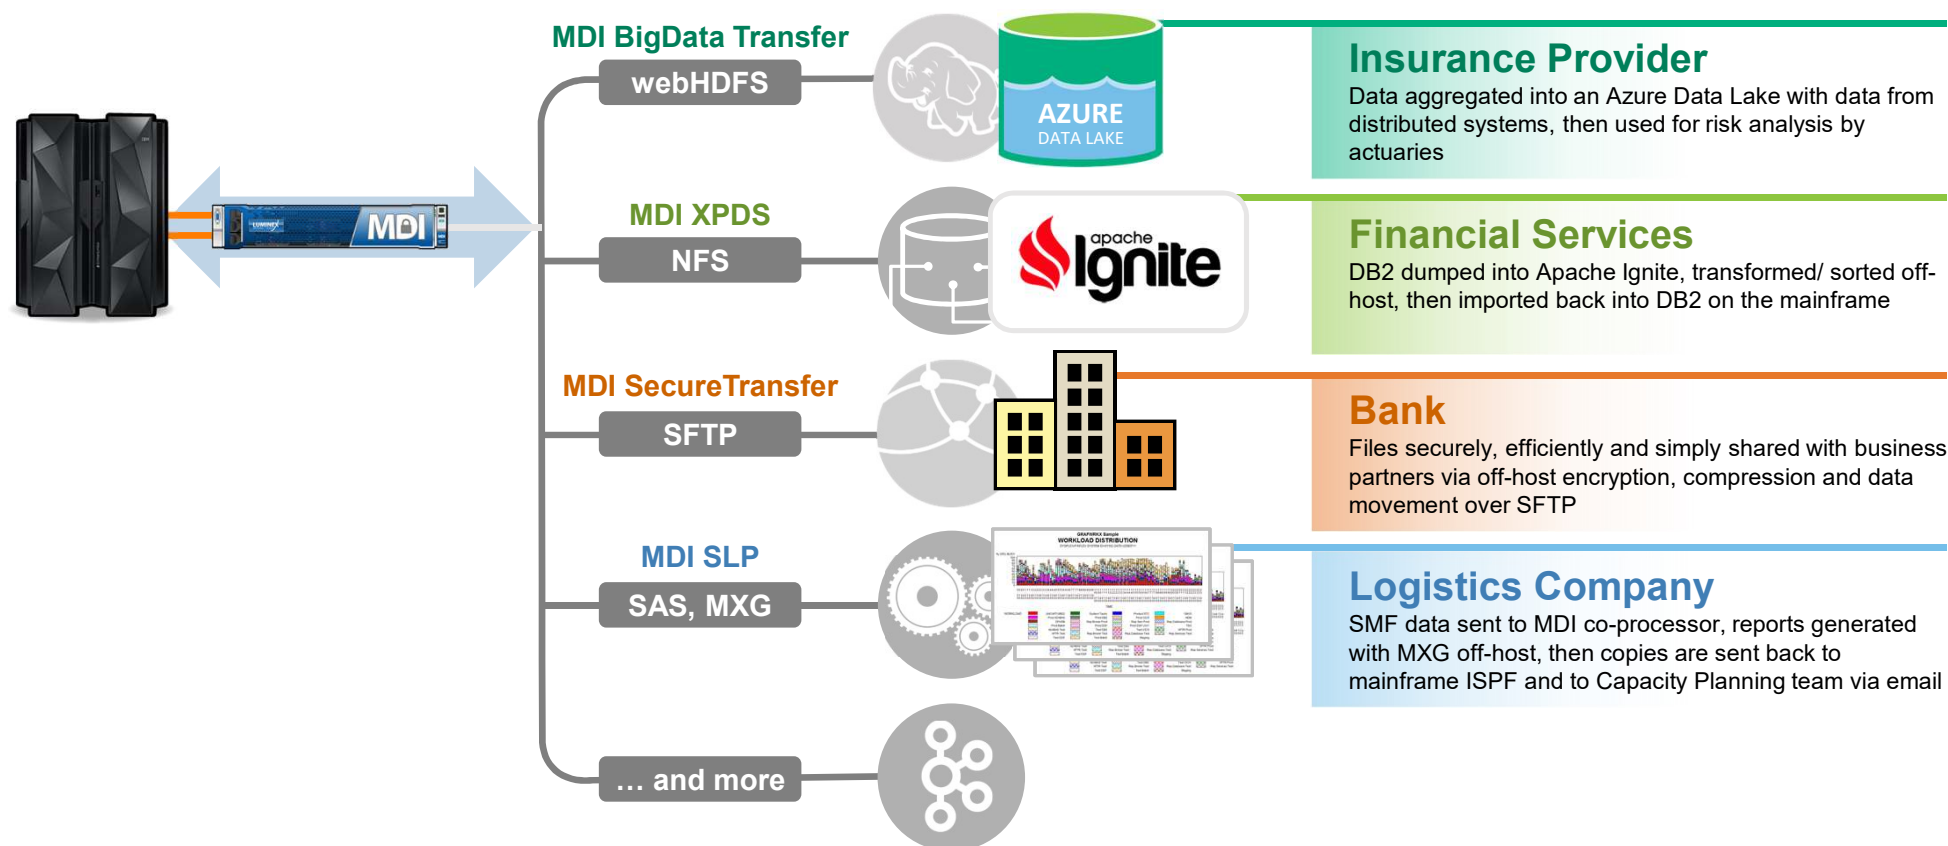 MDI BigData Transfer
webHDFS
AZURE
DATA LAKE
Insurance Provider
Data aggregated into an Azure Data Lake with data from
distributed systems, then used for risk analysis by
actuaries
LUMINEX
MDI
MDI XPDS
NFS
apache
Ignite
Financial Services
DB2 dumped into Apache Ignite, transformed/ sorted off-
host, then imported back into DB2 on the mainframe
MDI SecureTransfer
SFTP
Bank
Files securely, efficiently and simply shared with business
partners via off-host encryption, compression and data
movement over SFTP
MDI SLP
SAS, MXG
WORKLOAD DISTRIBUTION
Logistics Company
SMF data sent to MDI co-processor, reports generated
with MXG off-host, then copies are sent back to
mainframe ISPF and to Capacity Planning team via email
... and more